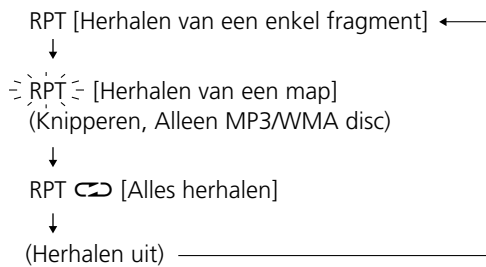 RPT [Herhalen van een enkel fragment]
RPT [Herhalen van een map]
(Knipperen, Alleen MP3/WMA disc)
RPT [Alles herhalen]
(Herhalen uit)